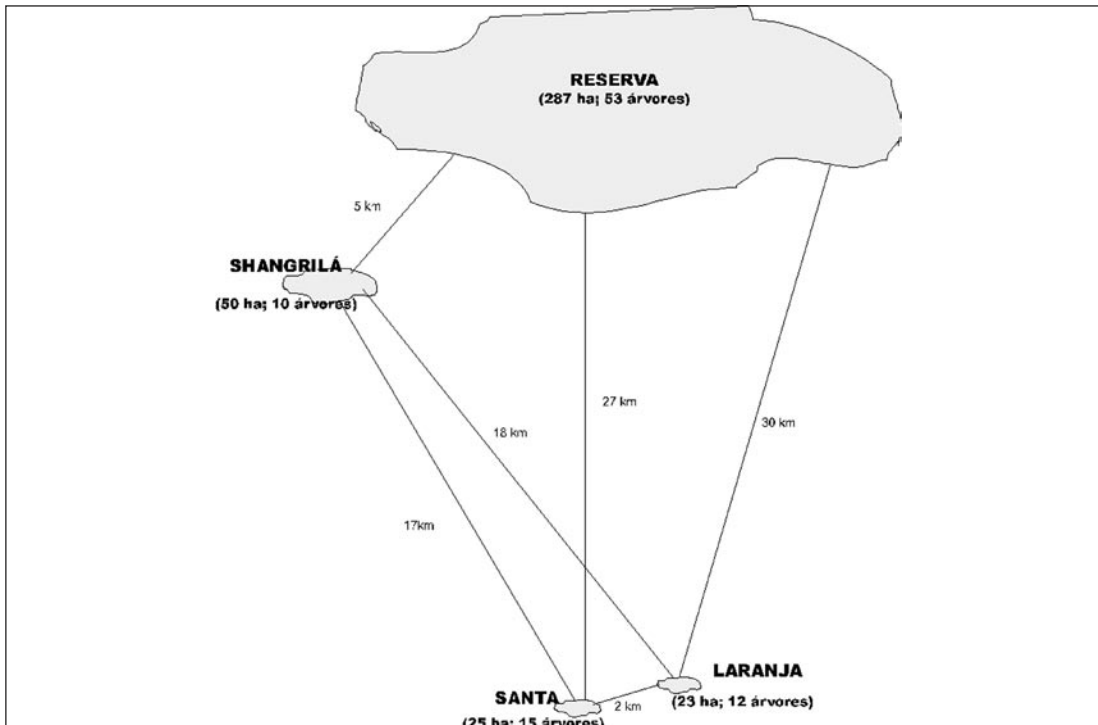 RESERVA
(287 ha; 53 árvores)
5 km
SHANGRILÁ
(50 ha; 10 árvores)
27 km
30 km
18 km
17km
LARANJA
(23 ha; 12 árvores)
SANTA
2 km
(25 ha; 15 árvores)